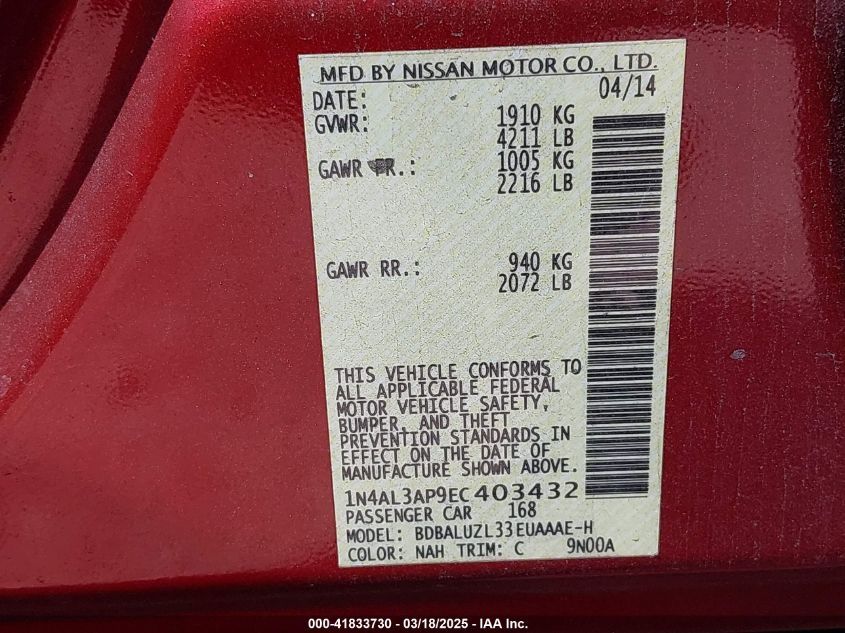 MFD BY NISSAN MOTOR CO., LTD.
DATE: 04/14
GVWR: 1910 KG
4211 LB
GAWR FR.: 1005 KG
2216 LB
GAWR RR.: 940 KG
2072 LB
THIS VEHICLE CONFORMS TO
ALL APPLICABLE FEDERAL
MOTOR VEHICLE SAFETY,
BUMPER, AND THEFT
PREVENTION STANDARDS IN
EFFECT ON THE DATE OF
MANUFACTURE SHOWN ABOVE.
1N4AL3AP9EC403432
PASSENGER CAR 168
MODEL: BDBALUZL33EUAAAE-H
COLOR: NAH TRIM: C 9N00A
000-41833730 - 03/18/2025 - IAA Inc.